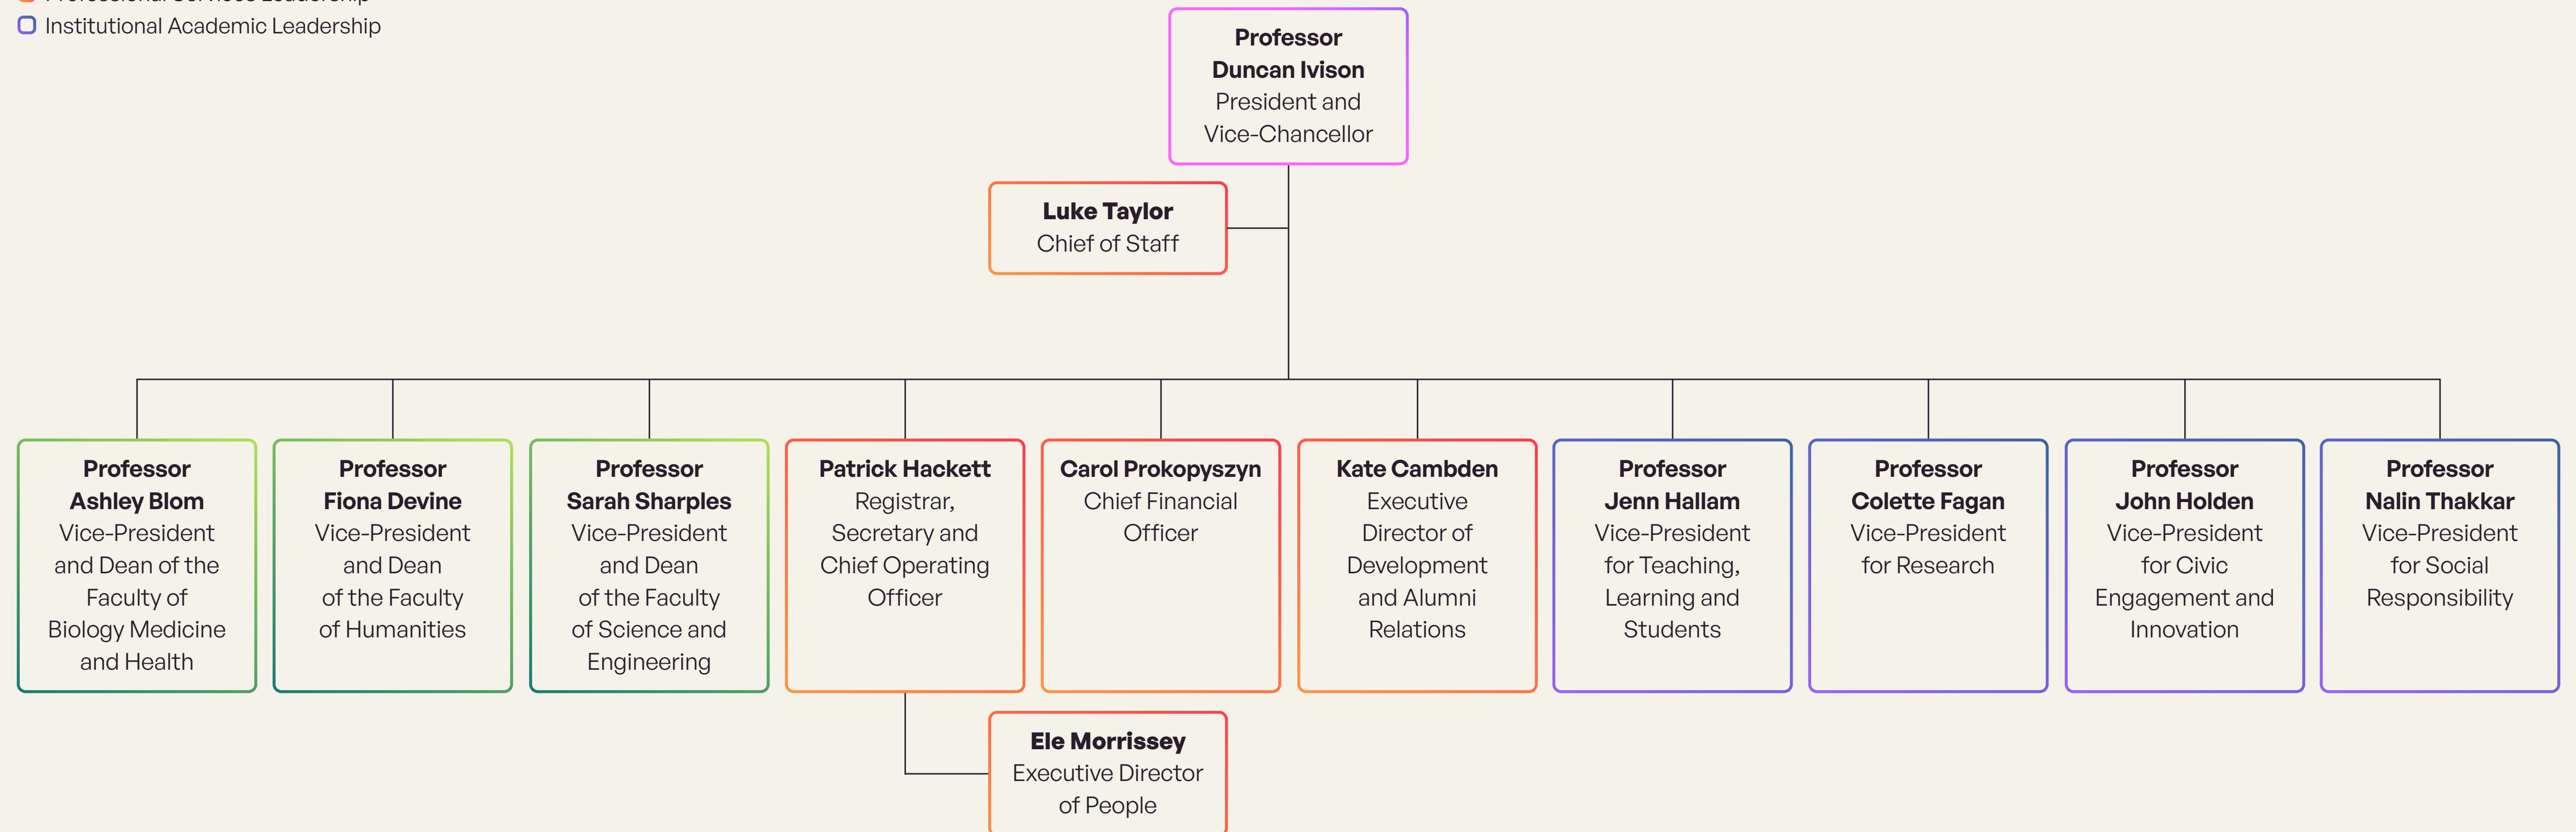 Professional Services Leadership
Institutional Academic Leadership
Professor
Duncan Ivison
President and
Vice-Chancellor
Luke Taylor
Chief of Staff
Professor
Ashley Blom
Vice-President
and Dean of the
Faculty of
Biology Medicine
and Health
Professor
Fiona Devine
Vice-President
and Dean
of the Faculty
of Humanities
Professor
Sarah Sharples
Vice-President
and Dean
of the Faculty
of Science and
Engineering
Patrick Hackett
Registrar,
Secretary and
Chief Operating
Officer
Carol Prokopyszyn
Chief Financial
Officer
Kate Cambden
Executive
Director of
Development
and Alumni
Relations
Professor
Jenn Hallam
Vice-President
for Teaching,
Learning and
Students
Professor
Colette Fagan
Vice-President
for Research
Professor
John Holden
Vice-President
for Civic
Engagement and
Innovation
Professor
Nalin Thakkar
Vice-President
for Social
Responsibility
Ele Morrissey
Executive Director
of People